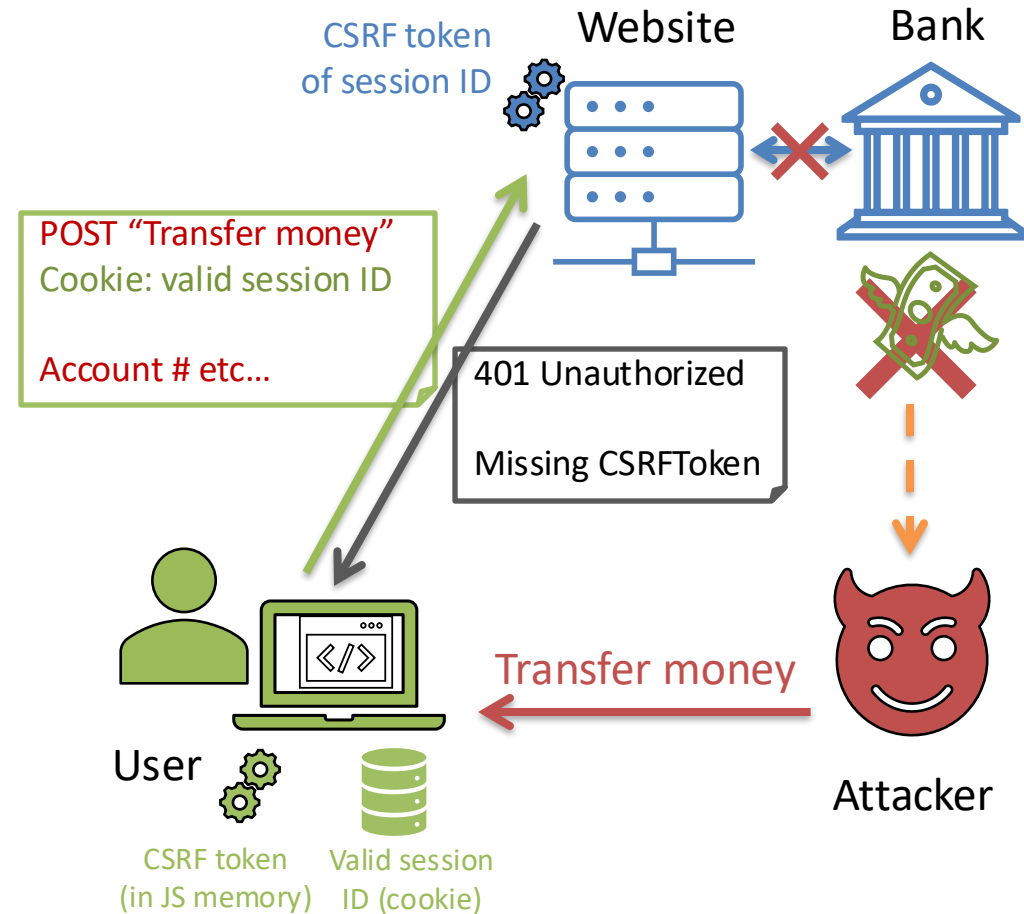 CSRF token
of session ID
Website
Bank
POST “Transfer money”
Cookie: valid session ID
Account # etc...
401 Unauthorized
Missing CSRFToken
Transfer money
User
Attacker
CSRF token
(in JS memory)
Valid session
ID (cookie)